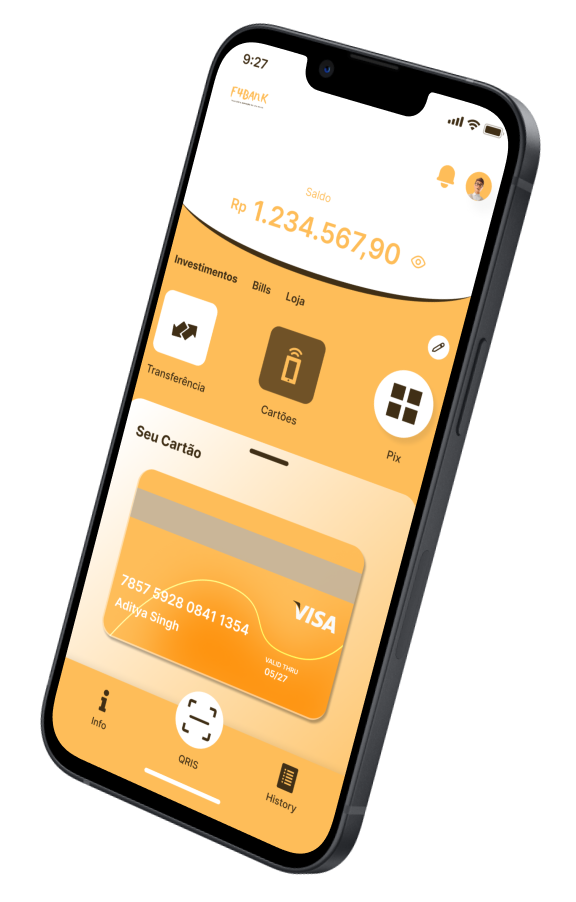 9:27
F4BANK
Saldo
Rp 1.234.567,90
Investimentos Bills Loja
Transferência
Cartões
Pix
Seu Cartão
7857 5928 0841 1354
Aditya Singh
VISA
VALID THRU
05/27
Info
QRIS
History